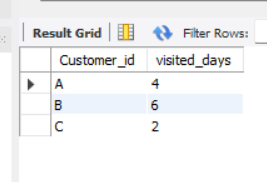 Result Grid Filter Rows:
Customer_id visited_days
A 4
B 6
C 2